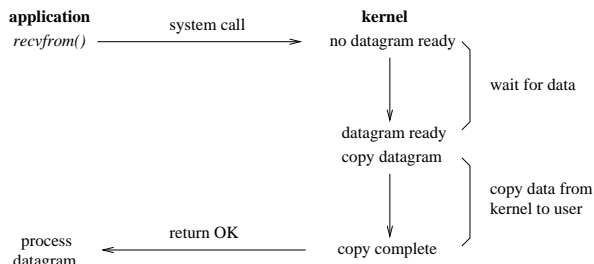 application
kernel
recvfrom()
system call
no datagram ready
wait for data
datagram ready
copy datagram
copy data from
kernel to user
return OK
process
datagram
copy complete